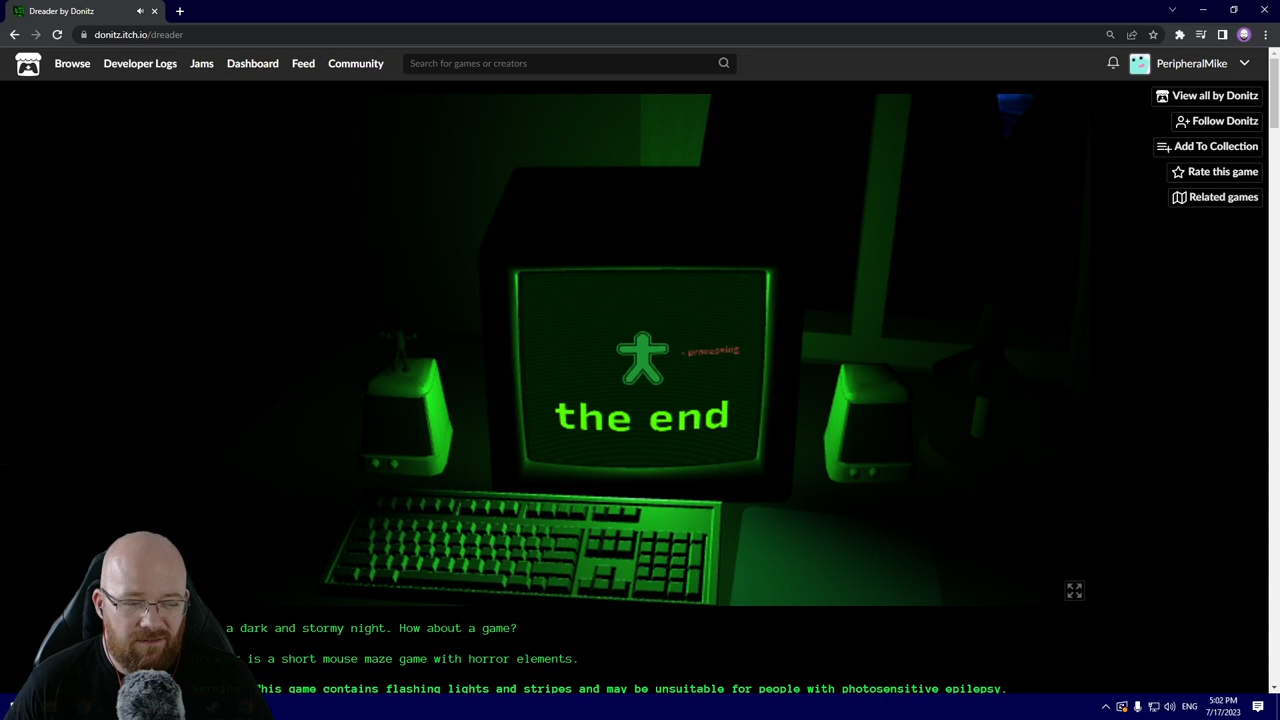 Dreader by Donitz
donitz.itch.io/dreader
Browse Developer Logs Jams Dashboard Feed Community Search for games or creators PeripheralMike
View all by Donitz
Follow Donitz
Add To Collection
Rate this game
Related games
- processing
the end
a dark and stormy night. How about a game?
is a short mouse maze game with horror elements.
This game contains flashing lights and stripes and may be unsuitable for people with photosensitive epilepsy.
ENG
5:02 PM
7/17/2023